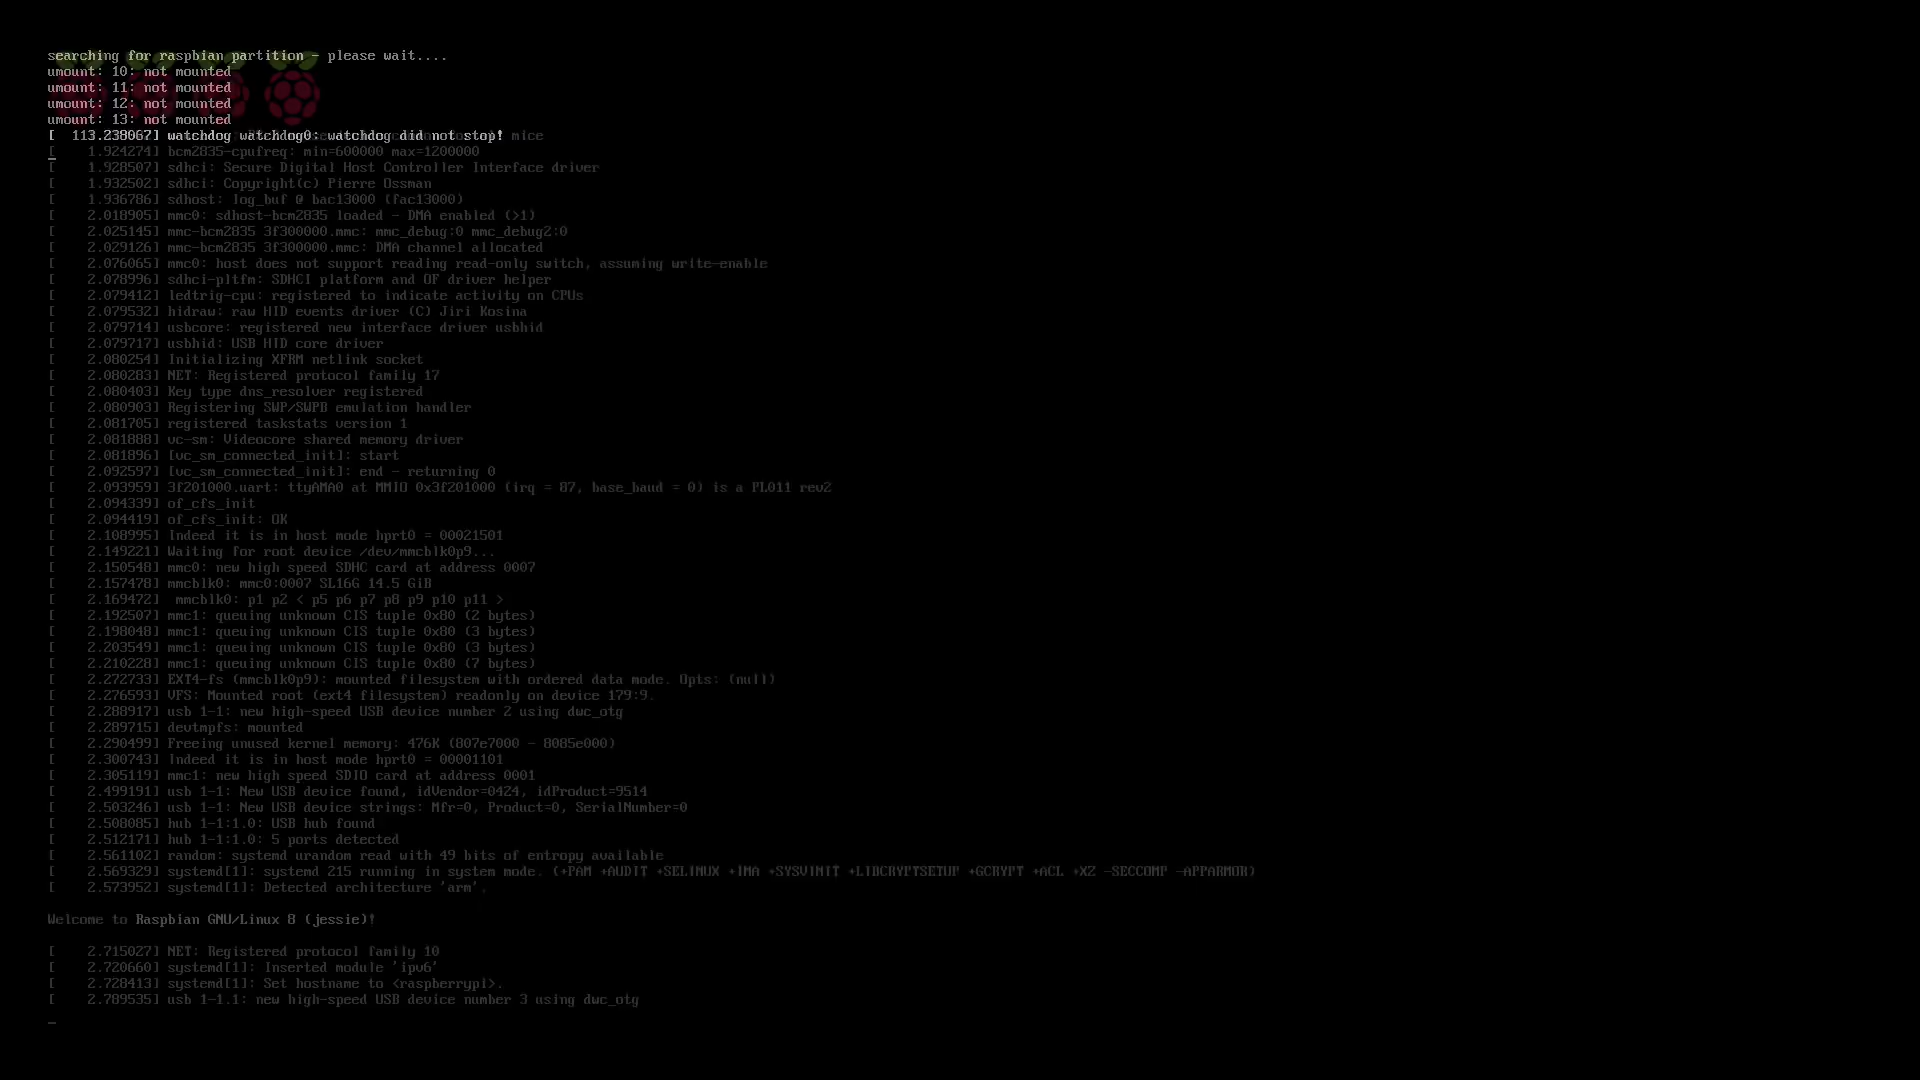 searching for raspbian partition - please wait....
umount: 10: not mounted
umount: 11: not mounted
umount: 12: not mounted
umount: 13: not mounted
[  113.238067] watchdog watchdog0: watchdog did not stop! mice
[    1.924274] bcm2835-cpufreq: min=600000 max=1200000
[    1.928507] sdhci: Secure Digital Host Controller Interface driver
[    1.932502] sdhci: Copyright(c) Pierre Ossman
[    1.936786] sdhost: log_buf @ bac13000 (fac13000)
[    2.018905] mmc0: sdhost-bcm2835 loaded - DMA enabled (>1)
[    2.025145] mmc-bcm2835 3f300000.mmc: mmc_debug:0 mmc_debug2:0
[    2.029126] mmc-bcm2835 3f300000.mmc: DMA channel allocated
[    2.076065] mmc0: host does not support reading read-only switch, assuming write-enable
[    2.078996] sdhci-pltfm: SDHCI platform and OF driver helper
[    2.079412] ledtrig-cpu: registered to indicate activity on CPUs
[    2.079532] hidraw: raw HID events driver (C) Jiri Kosina
[    2.079714] usbcore: registered new interface driver usbhid
[    2.079717] usbhid: USB HID core driver
[    2.080254] Initializing XFRM netlink socket
[    2.080283] NET: Registered protocol family 17
[    2.080403] Key type dns_resolver registered
[    2.080903] Registering SWP/SWPB emulation handler
[    2.081705] registered taskstats version 1
[    2.081888] vc-sm: Videocore shared memory driver
[    2.081896] [vc_sm_connected_init]: start
[    2.092597] [vc_sm_connected_init]: end - returning 0
[    2.093959] 3f201000.uart: ttyAMA0 at MMIO 0x3f201000 (irq = 87, base_baud = 0) is a PL011 rev2
[    2.094339] of_cfs_init
[    2.094419] of_cfs_init: OK
[    2.108995] Indeed it is in host mode hprt0 = 00021501
[    2.149221] Waiting for root device /dev/mmcblk0p9...
[    2.150548] mmc0: new high speed SDHC card at address 0007
[    2.157478] mmcblk0: mmc0:0007 SL16G 14.5 GiB
[    2.169472]  mmcblk0: p1 p2 < p5 p6 p7 p8 p9 p10 p11 >
[    2.192507] mmc1: queuing unknown CIS tuple 0x80 (2 bytes)
[    2.198048] mmc1: queuing unknown CIS tuple 0x80 (3 bytes)
[    2.203549] mmc1: queuing unknown CIS tuple 0x80 (3 bytes)
[    2.210228] mmc1: queuing unknown CIS tuple 0x80 (7 bytes)
[    2.272733] EXT4-fs (mmcblk0p9): mounted filesystem with ordered data mode. Opts: (null)
[    2.276593] VFS: Mounted root (ext4 filesystem) readonly on device 179:9.
[    2.288917] usb 1-1: new high-speed USB device number 2 using dwc_otg
[    2.289715] devtmpfs: mounted
[    2.290499] Freeing unused kernel memory: 476K (807e7000 - 8085e000)
[    2.300743] Indeed it is in host mode hprt0 = 00001101
[    2.305119] mmc1: new high speed SDIO card at address 0001
[    2.499191] usb 1-1: New USB device found, idVendor=0424, idProduct=9514
[    2.503246] usb 1-1: New USB device strings: Mfr=0, Product=0, SerialNumber=0
[    2.508085] hub 1-1:1.0: USB hub found
[    2.512171] hub 1-1:1.0: 5 ports detected
[    2.561102] random: systemd urandom read with 49 bits of entropy available
[    2.569329] systemd[1]: systemd 215 running in system mode. (+PAM +AUDIT +SELINUX +IMA +SYSVINIT +LIBCRYPTSETUP +GCRYPT +ACL +XZ -SECCOMP -APPARMOR)
[    2.573952] systemd[1]: Detected architecture 'arm'.
Welcome to Raspbian GNU/Linux 8 (jessie)!
[    2.715027] NET: Registered protocol family 10
[    2.720660] systemd[1]: Inserted module 'ipv6'
[    2.728413] systemd[1]: Set hostname to <raspberrypi>.
[    2.789535] usb 1-1.1: new high-speed USB device number 3 using dwc_otg